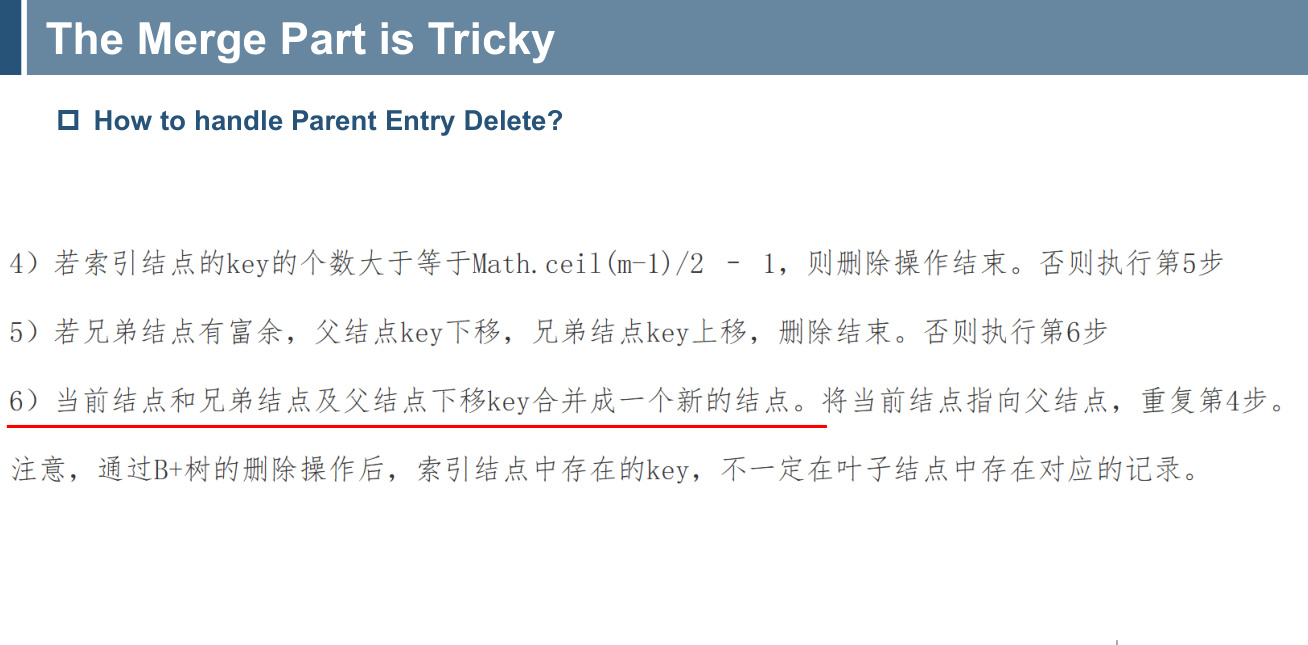 The Merge Part is Tricky
How to handle Parent Entry Delete?
4）若索引结点的key的个数大于等于Math.ceil(m-1)/2 – 1，则删除操作结束。否则执行第5步
5）若兄弟结点有富余，父结点key下移，兄弟结点key上移，删除结束。否则执行第6步
6）当前结点和兄弟结点及父结点下移key合并成一个新的结点。将当前结点指向父结点，重复第4步。
注意，通过B+树的删除操作后，索引结点中存在的key，不一定在叶子结点中存在对应的记录。